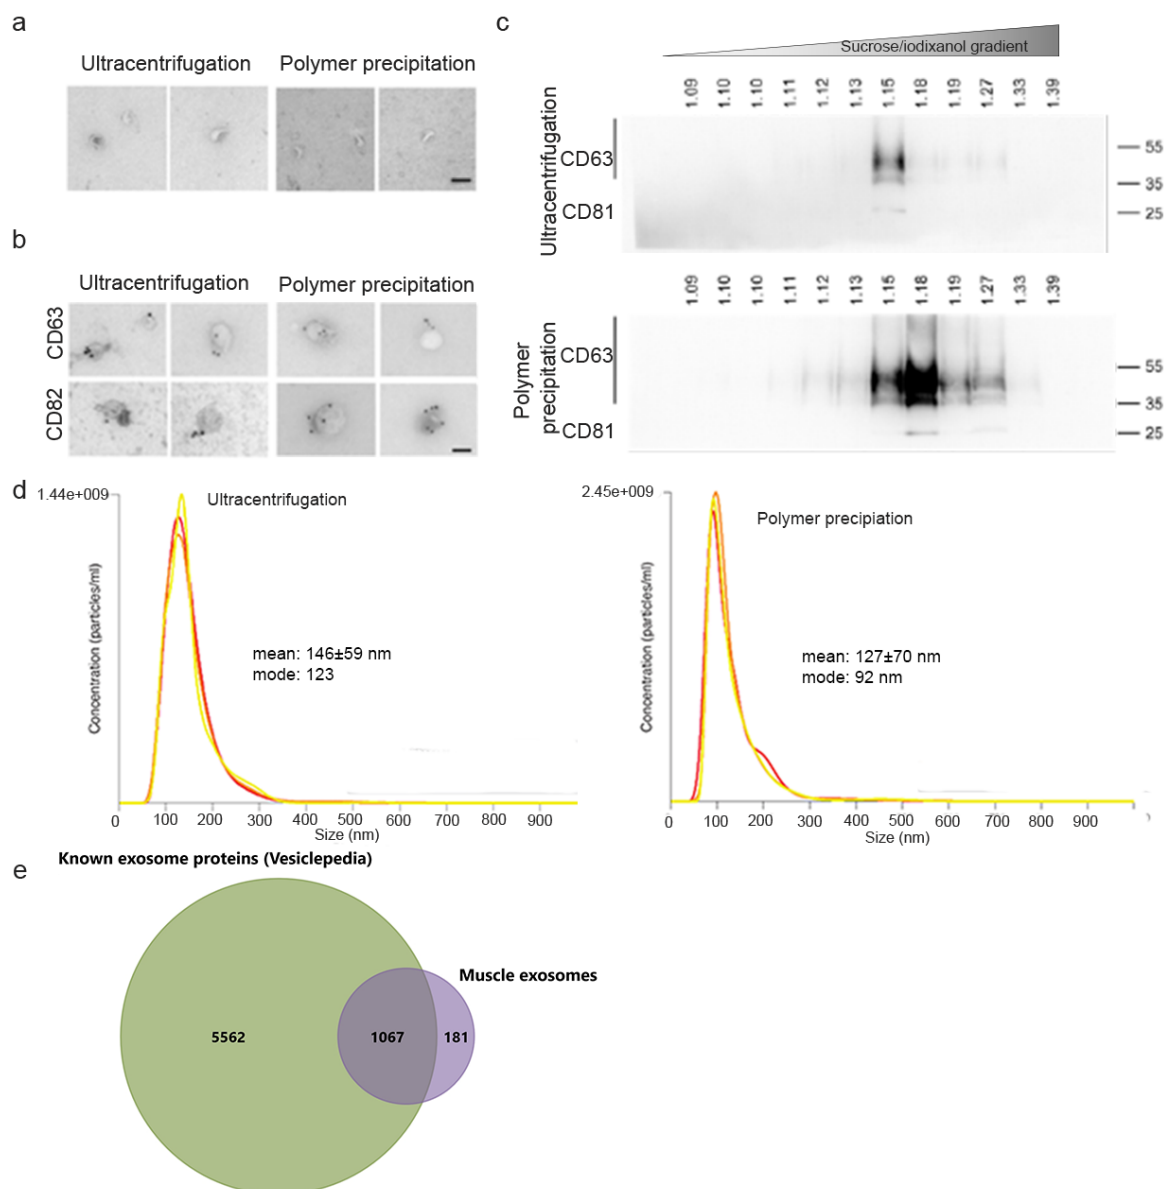 a
Ultracentrifugation
Polymer precipitation
b
Ultracentrifugation
Polymer precipitation
CD63
CD82
c
Sucrose/iodixanol gradient
1.09 1.10 1.10 1.11 1.12 1.13 1.15 1.18 1.19 1.27 1.33 1.39
Ultracentrifugation
CD63
CD81
55
35
25
1.09 1.10 1.10 1.11 1.12 1.13 1.15 1.18 1.19 1.27 1.33 1.39
Polymer
precipitation
CD63
CD81
55
35
25
d
1.44e+009
Ultracentrifugation
Concentration (particles/ml)
mean: 146±59 nm
mode: 123
0 100 200 300 400 500 600 700 800 900
Size (nm)
2.45e+009
Polymer precipiation
Concentration (particles/ml)
mean: 127±70 nm
mode: 92 nm
0 100 200 300 400 500 600 700 800 900
Size (nm)
e
Known exosome proteins (Vesiclepedia)
Muscle exosomes
5562
1067
181